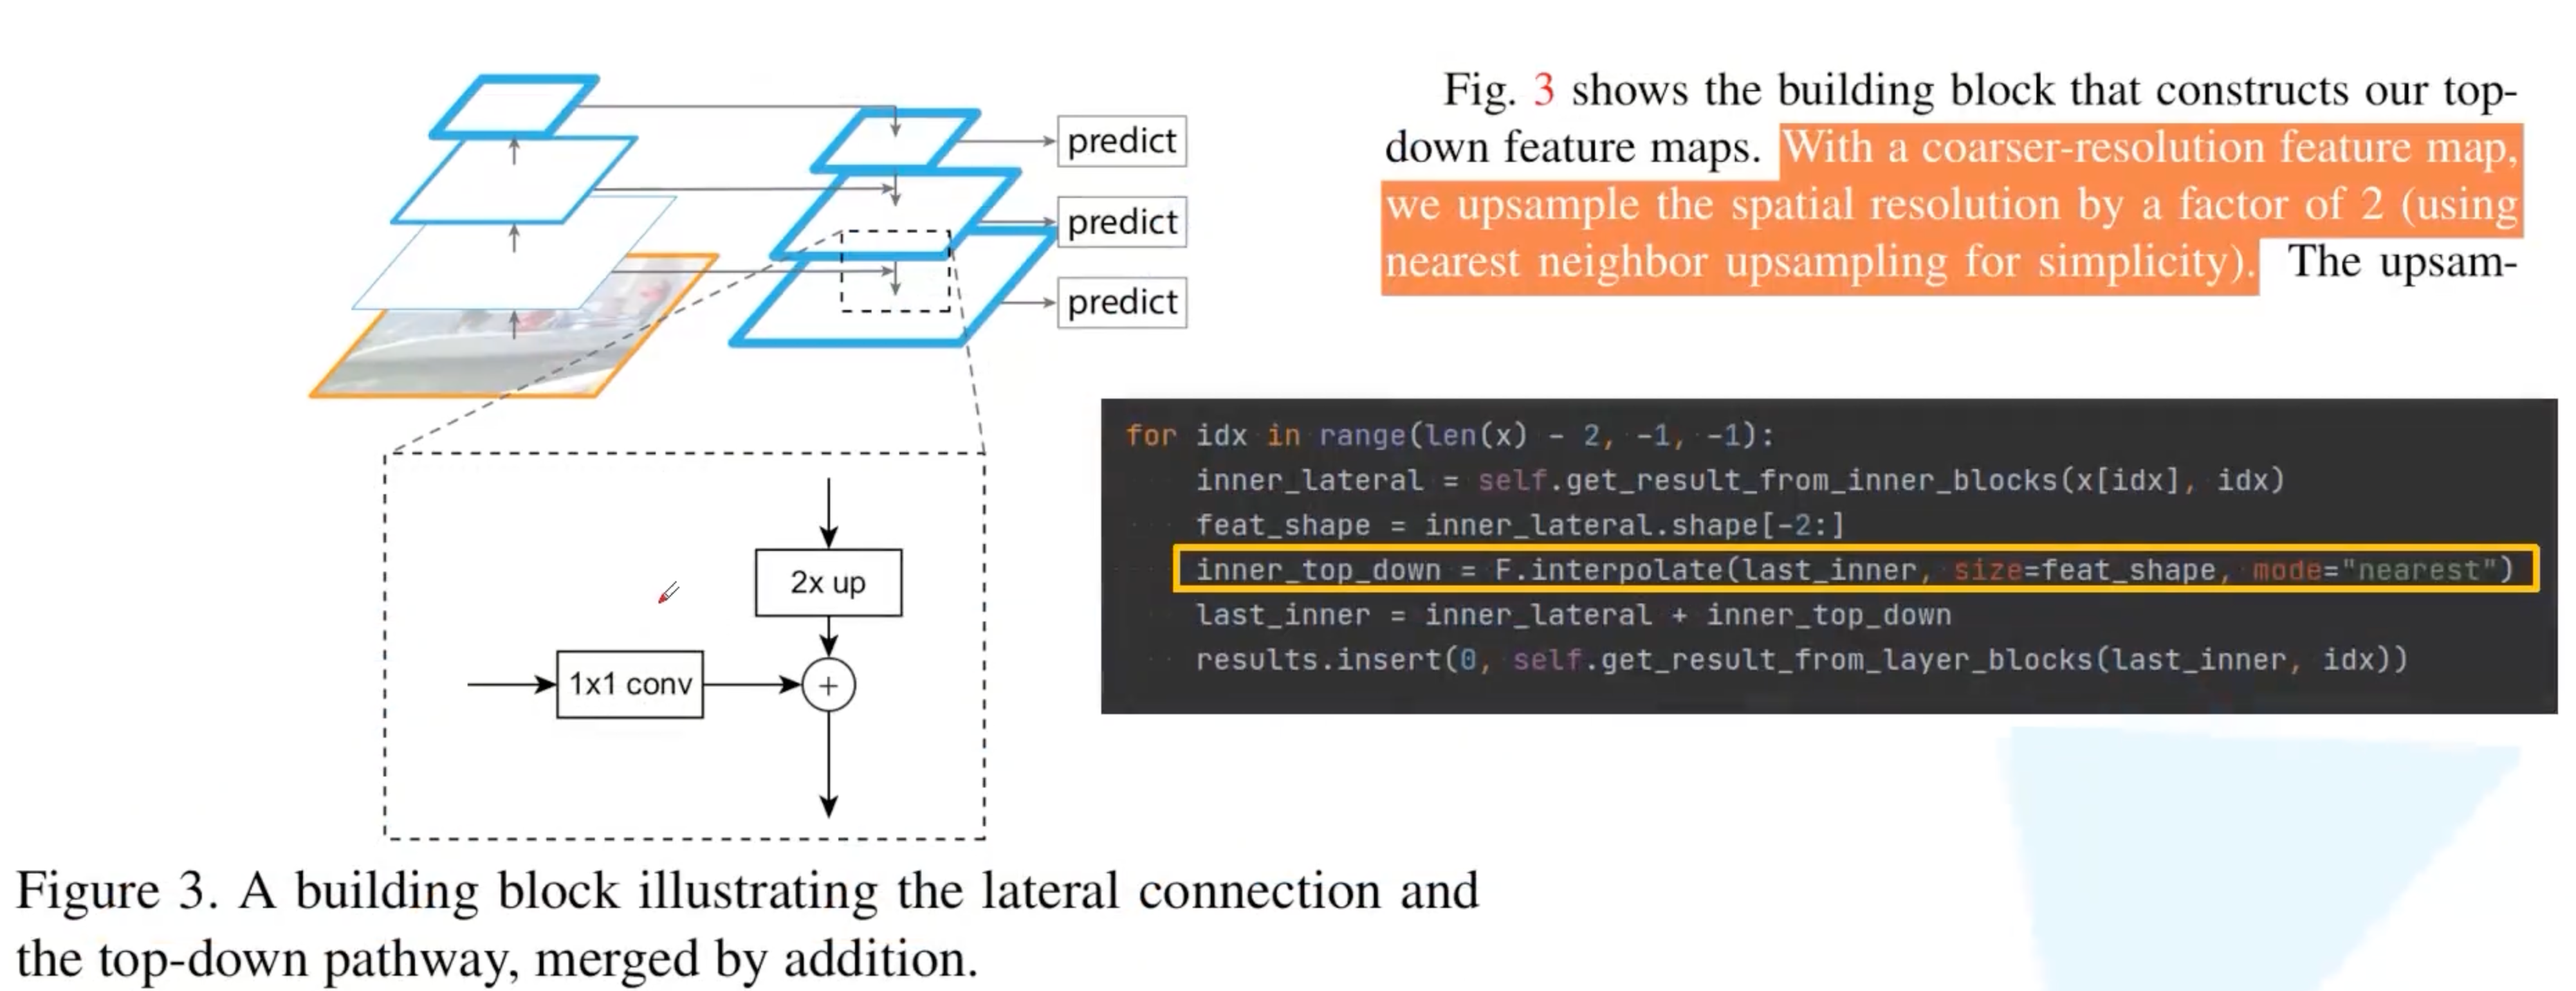 predict
predict
predict
Fig. 3 shows the building block that constructs our top-
down feature maps. With a coarser-resolution feature map,
we upsample the spatial resolution by a factor of 2 (using
nearest neighbor upsampling for simplicity). The upsam-
for idx in range(len(x) - 2, -1, -1):
inner_lateral = self.get_result_from_inner_blocks(x[idx], idx)
feat_shape = inner_lateral.shape[-2:]
inner_top_down = F.interpolate(last_inner, size=feat_shape, mode="nearest")
last_inner = inner_lateral + inner_top_down
results.insert(0, self.get_result_from_layer_blocks(last_inner, idx))
2x up
1x1 conv
+
Figure 3. A building block illustrating the lateral connection and
the top-down pathway, merged by addition.